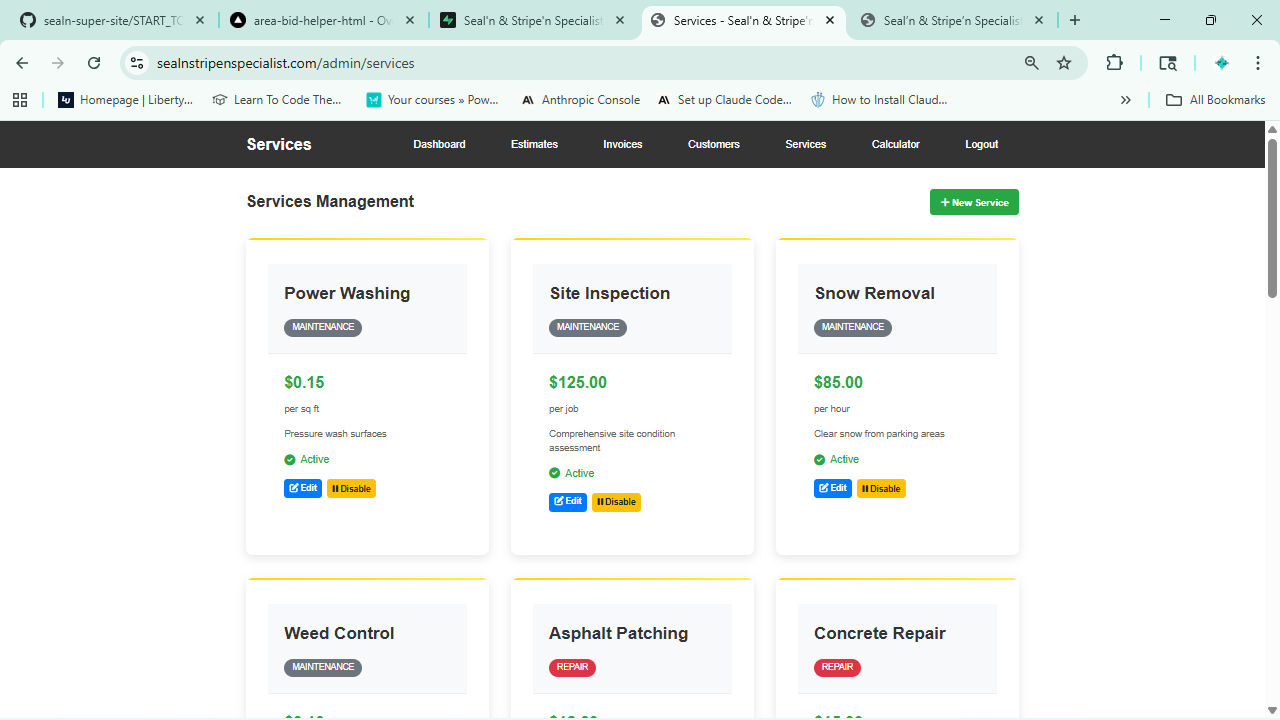 sealn-super-site/START_TO
area-bid-helper-html - Ov
Seal'n & Stripe'n Specialist
Services - Seal'n & Stripe'n
Seal'n & Stripe'n Specialis
sealnstripenspecialist.com/admin/services
Homepage | Liberty...
Learn To Code The...
Your courses » Pow...
Anthropic Console
Set up Claude Code...
How to Install Claud...
All Bookmarks
Services
Dashboard
Estimates
Invoices
Customers
Services
Calculator
Logout
Services Management
+ New Service
Power Washing
MAINTENANCE
$0.15
per sq ft
Pressure wash surfaces
Active
Edit
Disable
Site Inspection
MAINTENANCE
$125.00
per job
Comprehensive site condition
assessment
Active
Edit
Disable
Snow Removal
MAINTENANCE
$85.00
per hour
Clear snow from parking areas
Active
Edit
Disable
Weed Control
MAINTENANCE
Asphalt Patching
REPAIR
Concrete Repair
REPAIR